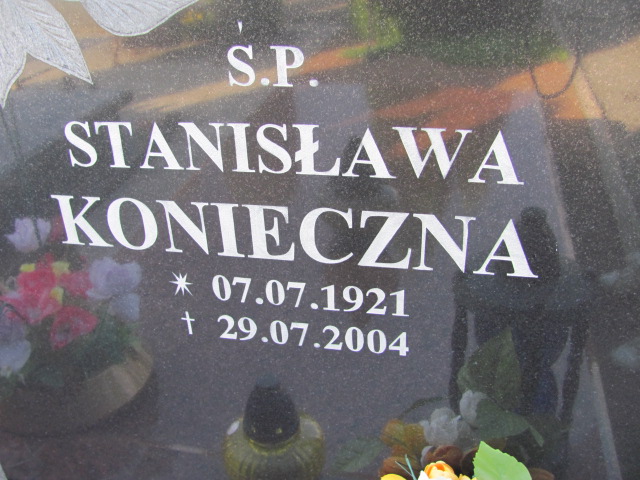 Ś.P.
STANISŁAWA
KONIECZNA
07.07.1921
29.07.2004